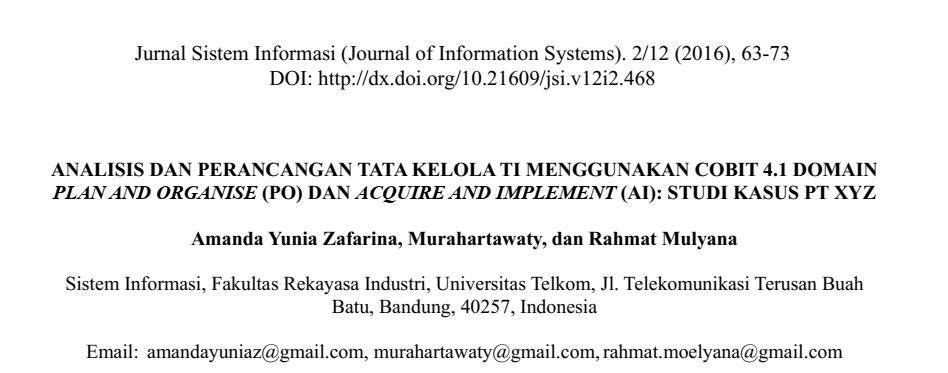 Jurnal Sistem Informasi (Journal of Information Systems). 2/12 (2016), 63-73
DOI: http://dx.doi.org/10.21609/jsi.v12i2.468
ANALISIS DAN PERANCANGAN TATA KELOLA TI MENGGUNAKAN COBIT 4.1 DOMAIN
PLAN AND ORGANISE (PO) DAN ACQUIRE AND IMPLEMENT (AI): STUDI KASUS PT XYZ
Amanda Yunia Zafarina, Murahartawaty, dan Rahmat Mulyana
Sistem Informasi, Fakultas Rekayasa Industri, Universitas Telkom, Jl. Telekomunikasi Terusan Buah
Batu, Bandung, 40257, Indonesia
Email: amandayuniaz@gmail.com, murahartawaty@gmail.com, rahmat.moelyana@gmail.com